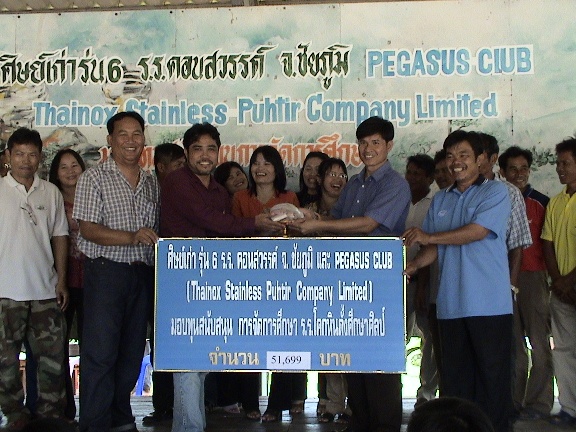 ศิษย์เก่ารุ่น 6 ร.ร.คอนสวรรค์ จ.ชัยภูมิ PEGASUS ClUB
Thainox Stainless Puhtir Company Limited
ศิษย์เก่า รุ่น 6 ร.ร. คอนสวรรค์ จ. ชัยภูมิ และ PEGASUS CLUB
(Thainox Stainless Puhtir Company Limited)
มอบทุนสนับสนุน การจัดการศึกษา ร.ร.โคกหินตั้งศึกษาศิลป์
จำนวน 51,699 บาท